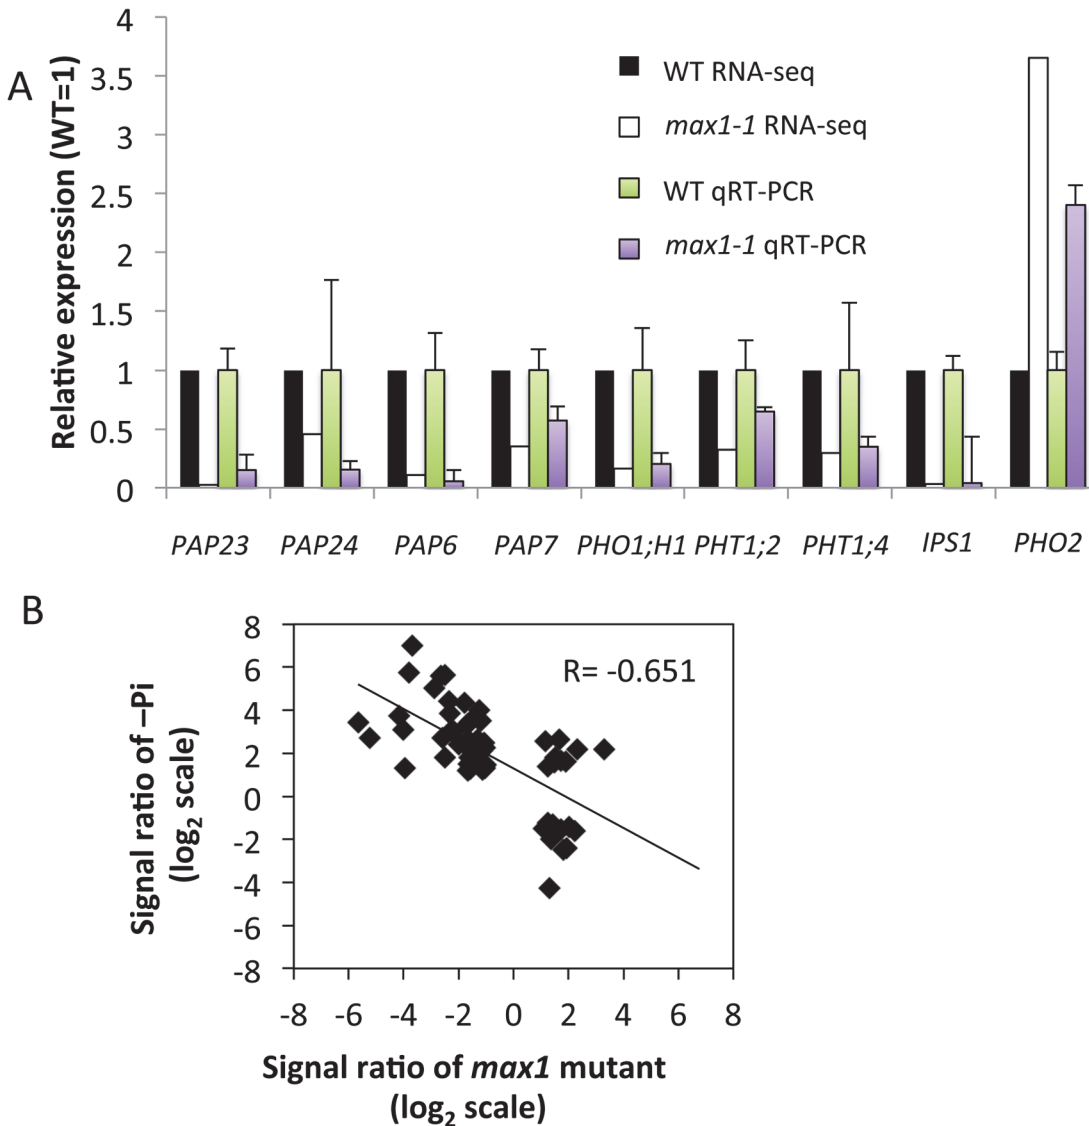 A
Relative expression (WT=1)
4
3.5
3
2.5
2
1.5
1
0.5
0
WT RNA-seq
max1-1 RNA-seq
WT qRT-PCR
max1-1 qRT-PCR
PAP23 PAP24 PAP6 PAP7 PHO1;H1 PHT1;2 PHT1;4 IPS1 PHO2
B
Signal ratio of –Pi
(log2 scale)
8
6
4
2
0
-2
-4
-6
-8
R= -0.651
-8 -6 -4 -2 0 2 4 6 8
Signal ratio of max1 mutant
(log2 scale)